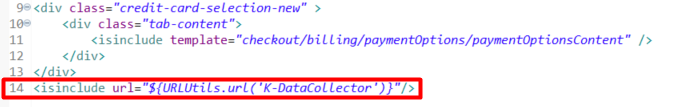 9 <div class="credit-card-selection-new" >
10 <div class="tab-content">
11 <isinclude template="checkout/billing/paymentOptions/paymentOptionsContent" />
12 </div>
13 </div>
14 <isinclude url="${URLUtils.url('K-DataCollector')}"/>